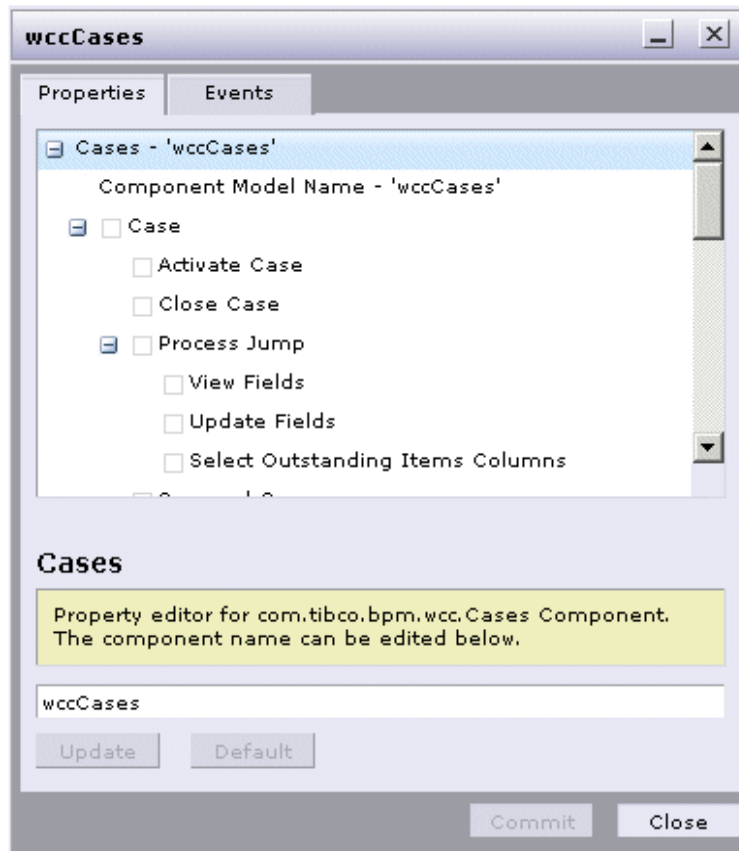 wccCases
Properties
Events
Cases - 'wccCases'
Component Model Name - 'wccCases'
Case
Activate Case
Close Case
Process Jump
View Fields
Update Fields
Select Outstanding Items Columns
Cases
Property editor for com.tibco.bpm.wcc.Cases Component.
The component name can be edited below.
wccCases
Update
Default
Commit
Close